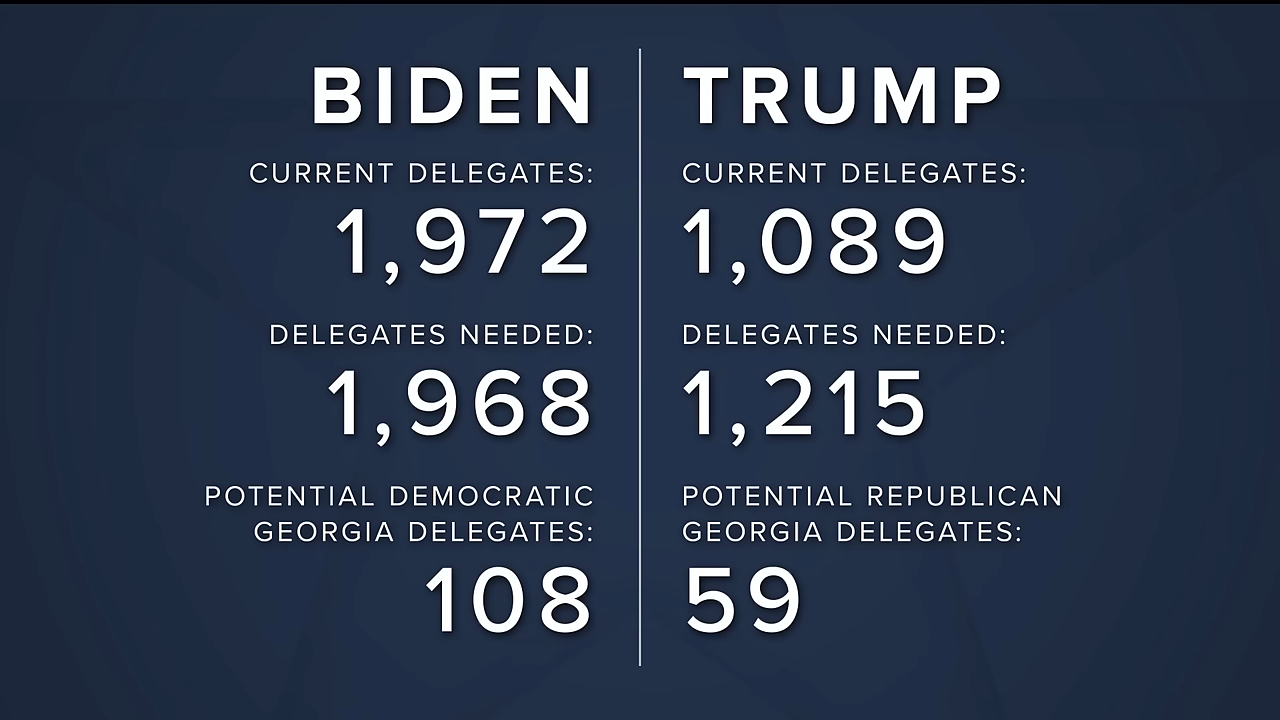 BIDEN
CURRENT DELEGATES:
1,972
DELEGATES NEEDED:
1,968
POTENTIAL DEMOCRATIC
GEORGIA DELEGATES:
108
TRUMP
CURRENT DELEGATES:
1,089
DELEGATES NEEDED:
1,215
POTENTIAL REPUBLICAN
GEORGIA DELEGATES:
59